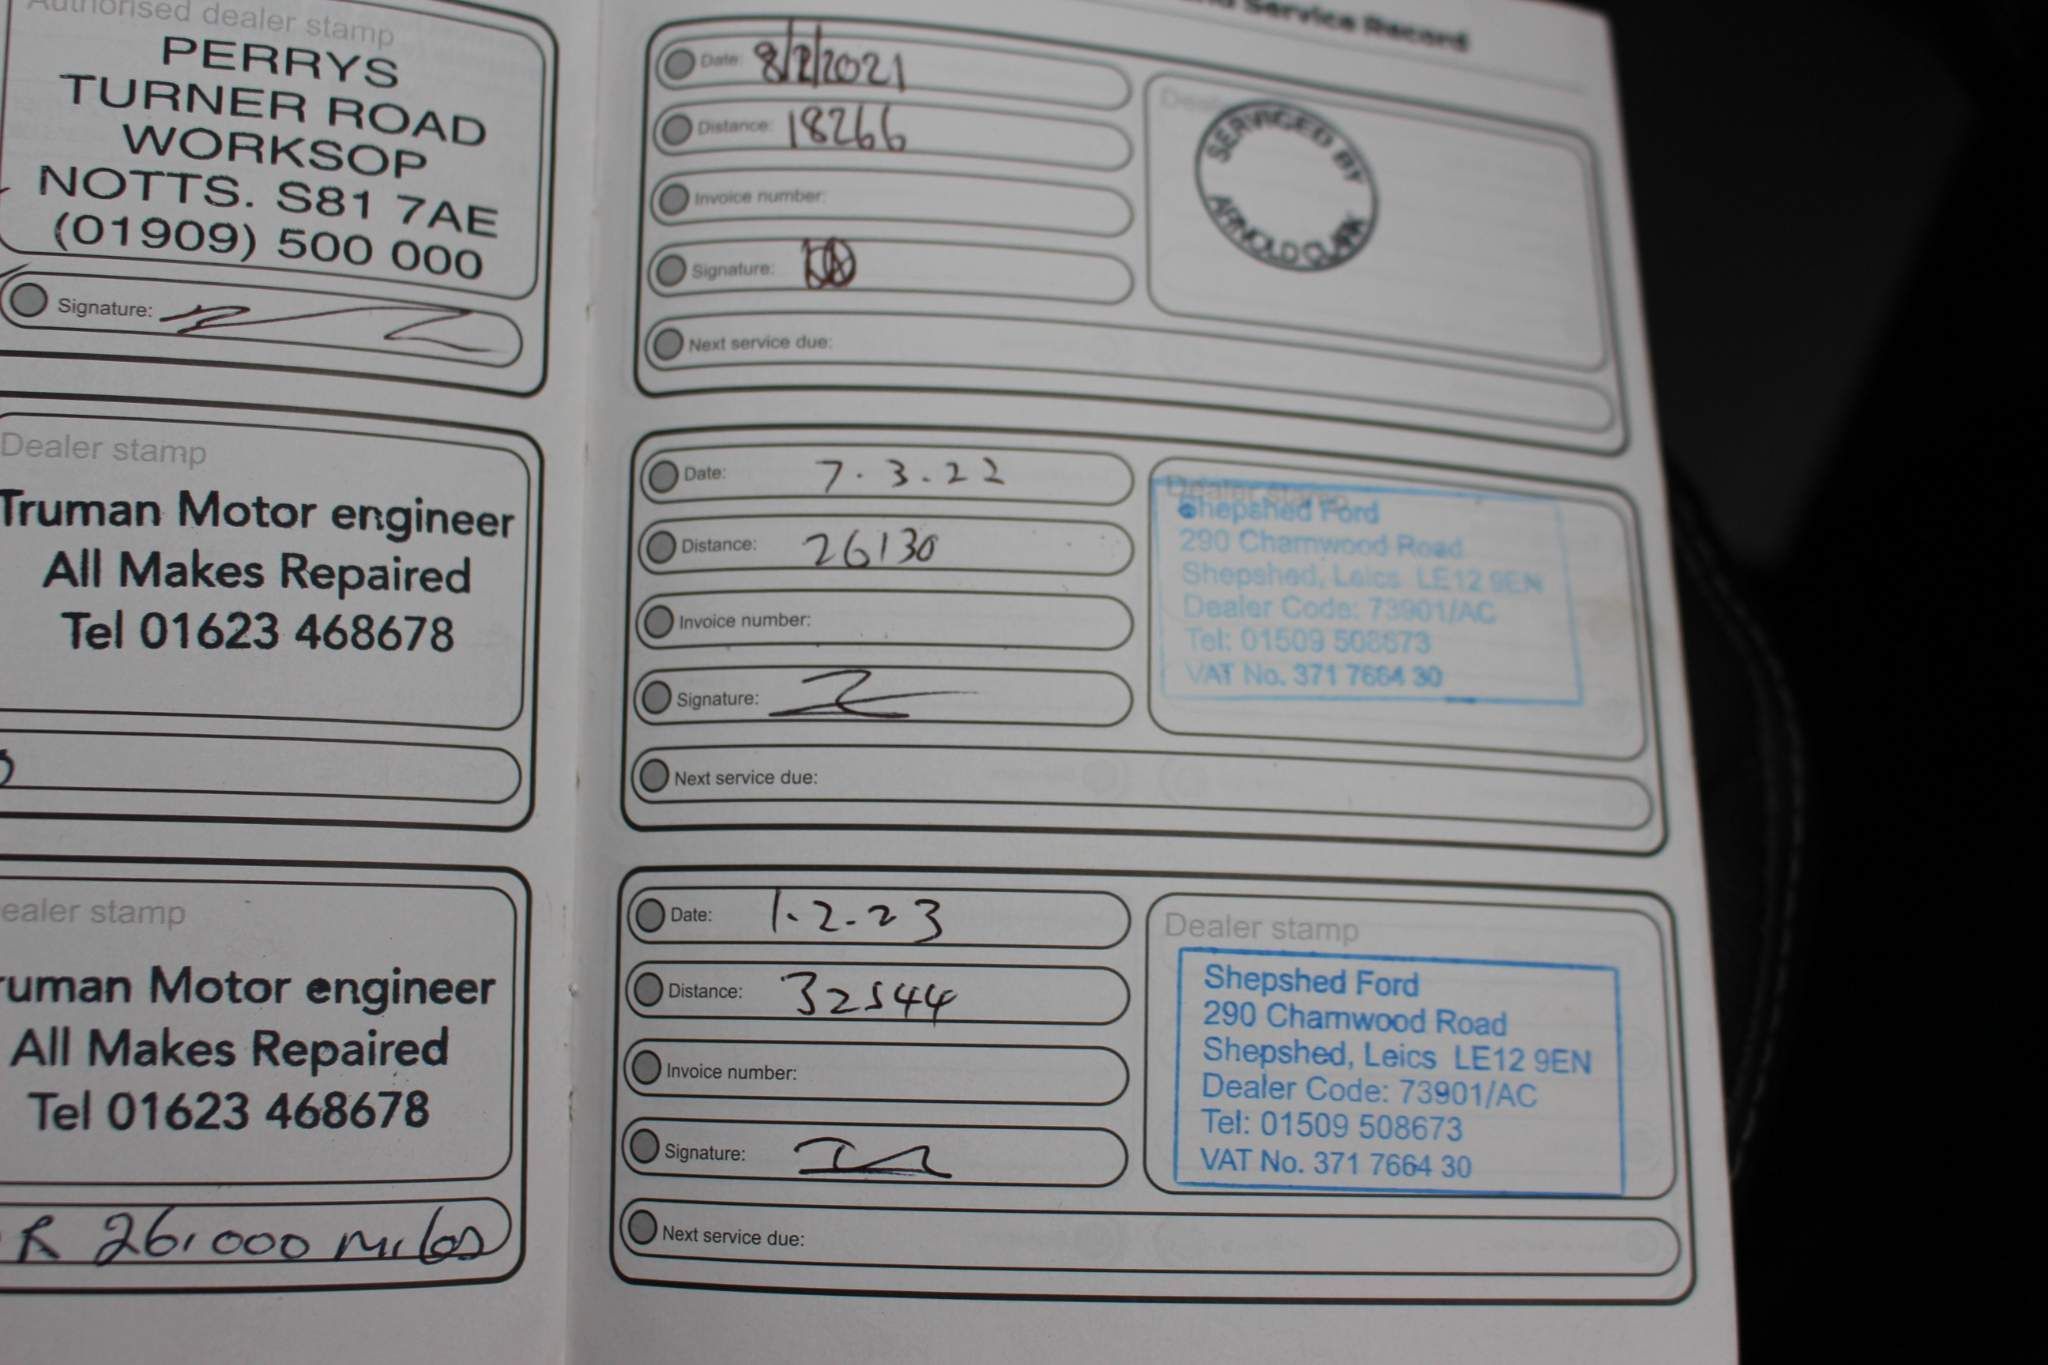 Authorised dealer stamp
PERRYS
TURNER ROAD
WORKSOP
NOTTS. S81 7AE
(01909) 500 000
Signature:
Dealer stamp
Truman Motor engineer
All Makes Repaired
Tel 01623 468678
ealer stamp
ruman Motor engineer
All Makes Repaired
Tel 01623 468678
R 26,000 miles
Service Record
Date: 8/2/2021
Distance: 18266
Invoice number:
Signature:
Next service due:
SERVICED BY
ARNOLD CLARK
Date: 7.3.22
Distance: 26130
Invoice number:
Signature:
Next service due:
Dealer stamp
Shepshed Ford
290 Charnwood Road
Shepshed, Leics LE12 9EN
Dealer Code: 73901/AC
Tel: 01509 508673
VAT No. 371 7664 30
Date: 1.2.23
Distance: 32544
Invoice number:
Signature:
Next service due:
Dealer stamp
Shepshed Ford
290 Charnwood Road
Shepshed, Leics LE12 9EN
Dealer Code: 73901/AC
Tel: 01509 508673
VAT No. 371 7664 30